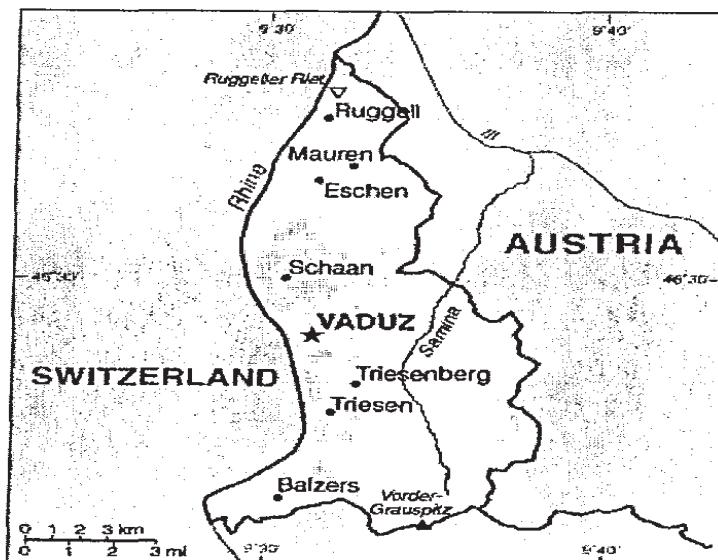 9°30'
9°40'
Ruggeller Riet
Ruggell
Ill
Mauren
Rhine
Eschen
AUSTRIA
Schaan
VADUZ
Samina
SWITZERLAND
Triesenberg
Triesen
Balzers
Vorder-
Grauspitz
0 1 2 3 km
0 1 2 3 mi
9°30'
9°40'